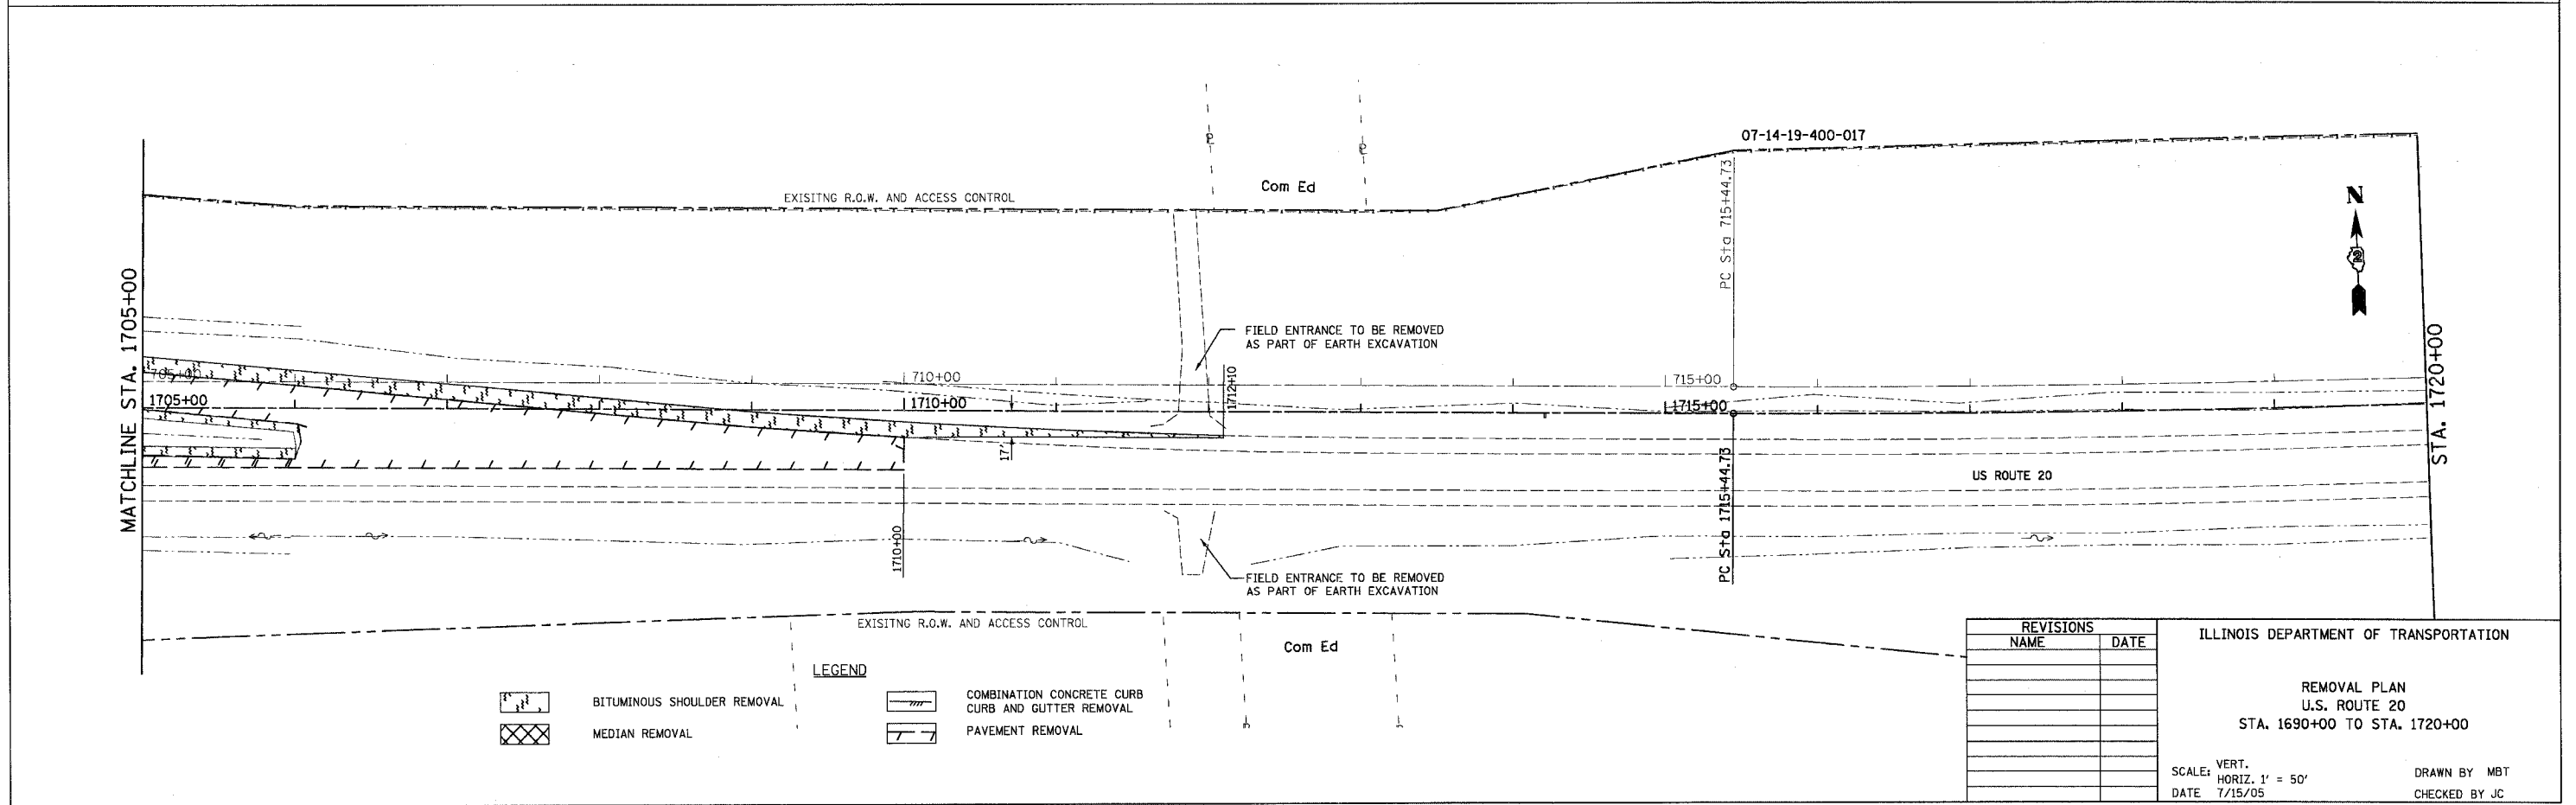 07-14-19-400-017
PC Sta 715+44.73
Com Ed
EXISITNG R.O.W. AND ACCESS CONTROL
N
MATCHLINE STA. 1705+00
FIELD ENTRANCE TO BE REMOVED
AS PART OF EARTH EXCAVATION
705+00
710+00
715+00
1705+00
1710+00
1712+10
1715+00
STA. 1720+00
17'
US ROUTE 20
1710+00
PC Sta 1715+44.73
FIELD ENTRANCE TO BE REMOVED
AS PART OF EARTH EXCAVATION
EXISITNG R.O.W. AND ACCESS CONTROL
Com Ed
LEGEND
BITUMINOUS SHOULDER REMOVAL
COMBINATION CONCRETE CURB
CURB AND GUTTER REMOVAL
MEDIAN REMOVAL
PAVEMENT REMOVAL
REVISIONS
NAME DATE
ILLINOIS DEPARTMENT OF TRANSPORTATION
REMOVAL PLAN
U.S. ROUTE 20
STA. 1690+00 TO STA. 1720+00
SCALE: VERT.
HORIZ. 1' = 50'
DATE 7/15/05
DRAWN BY MBT
CHECKED BY JC